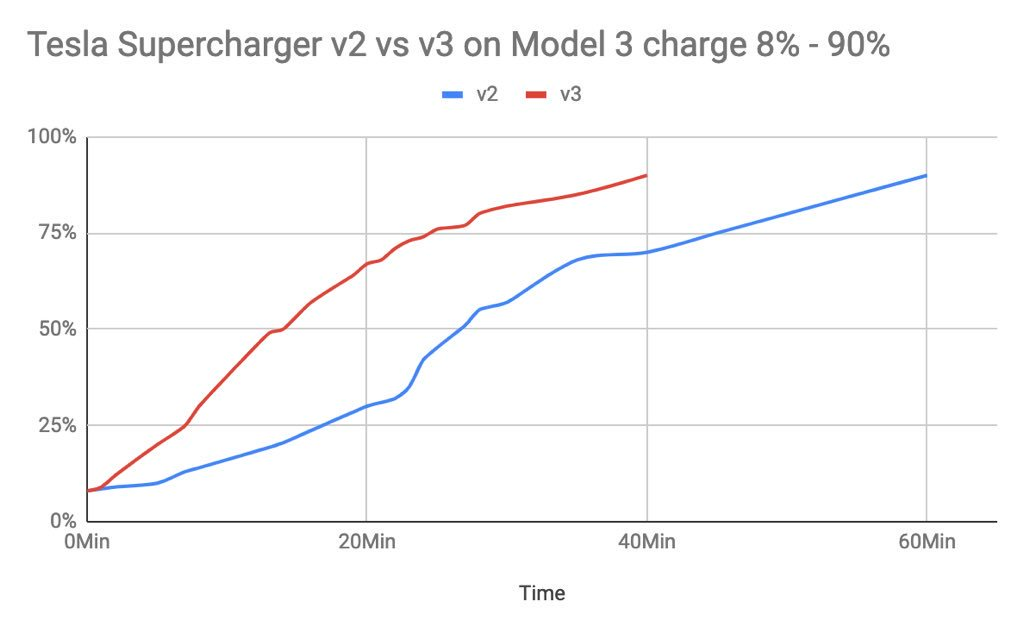 Tesla Supercharger v2 vs v3 on Model 3 charge 8% - 90%
v2 v3
100%
75%
50%
25%
0%
0Min 20Min 40Min 60Min
Time